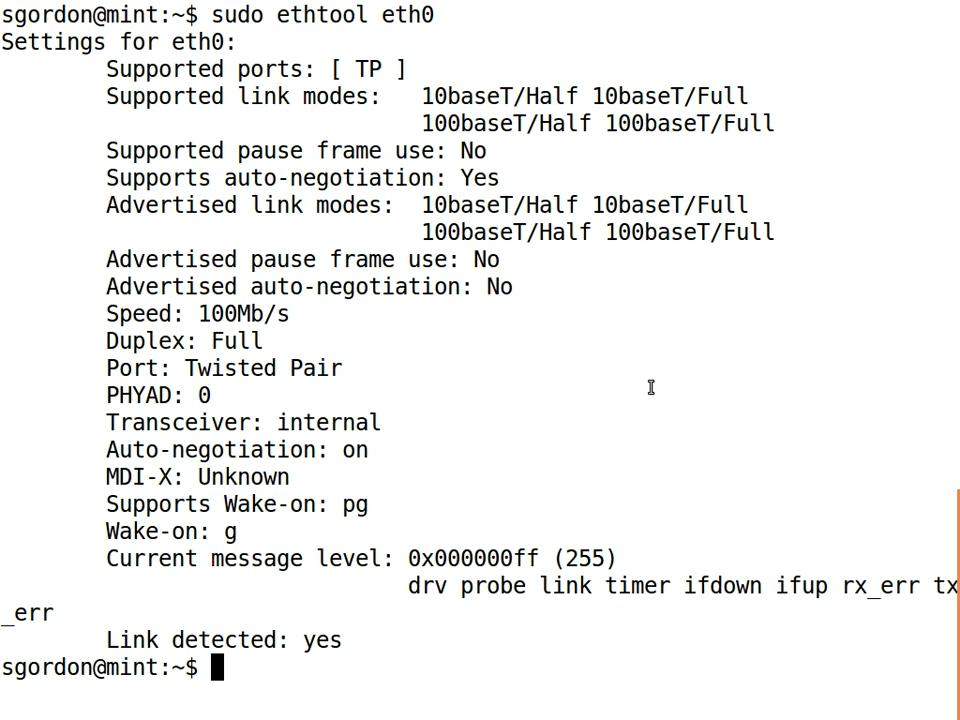 sgordon@mint:~$ sudo ethtool eth0
Settings for eth0:
        Supported ports: [ TP ]
        Supported link modes:   10baseT/Half 10baseT/Full
                                100baseT/Half 100baseT/Full
        Supported pause frame use: No
        Supports auto-negotiation: Yes
        Advertised link modes:  10baseT/Half 10baseT/Full
                                100baseT/Half 100baseT/Full
        Advertised pause frame use: No
        Advertised auto-negotiation: No
        Speed: 100Mb/s
        Duplex: Full
        Port: Twisted Pair
        PHYAD: 0
        Transceiver: internal
        Auto-negotiation: on
        MDI-X: Unknown
        Supports Wake-on: pg
        Wake-on: g
        Current message level: 0x000000ff (255)
                               drv probe link timer ifdown ifup rx_err tx
_err
        Link detected: yes
sgordon@mint:~$